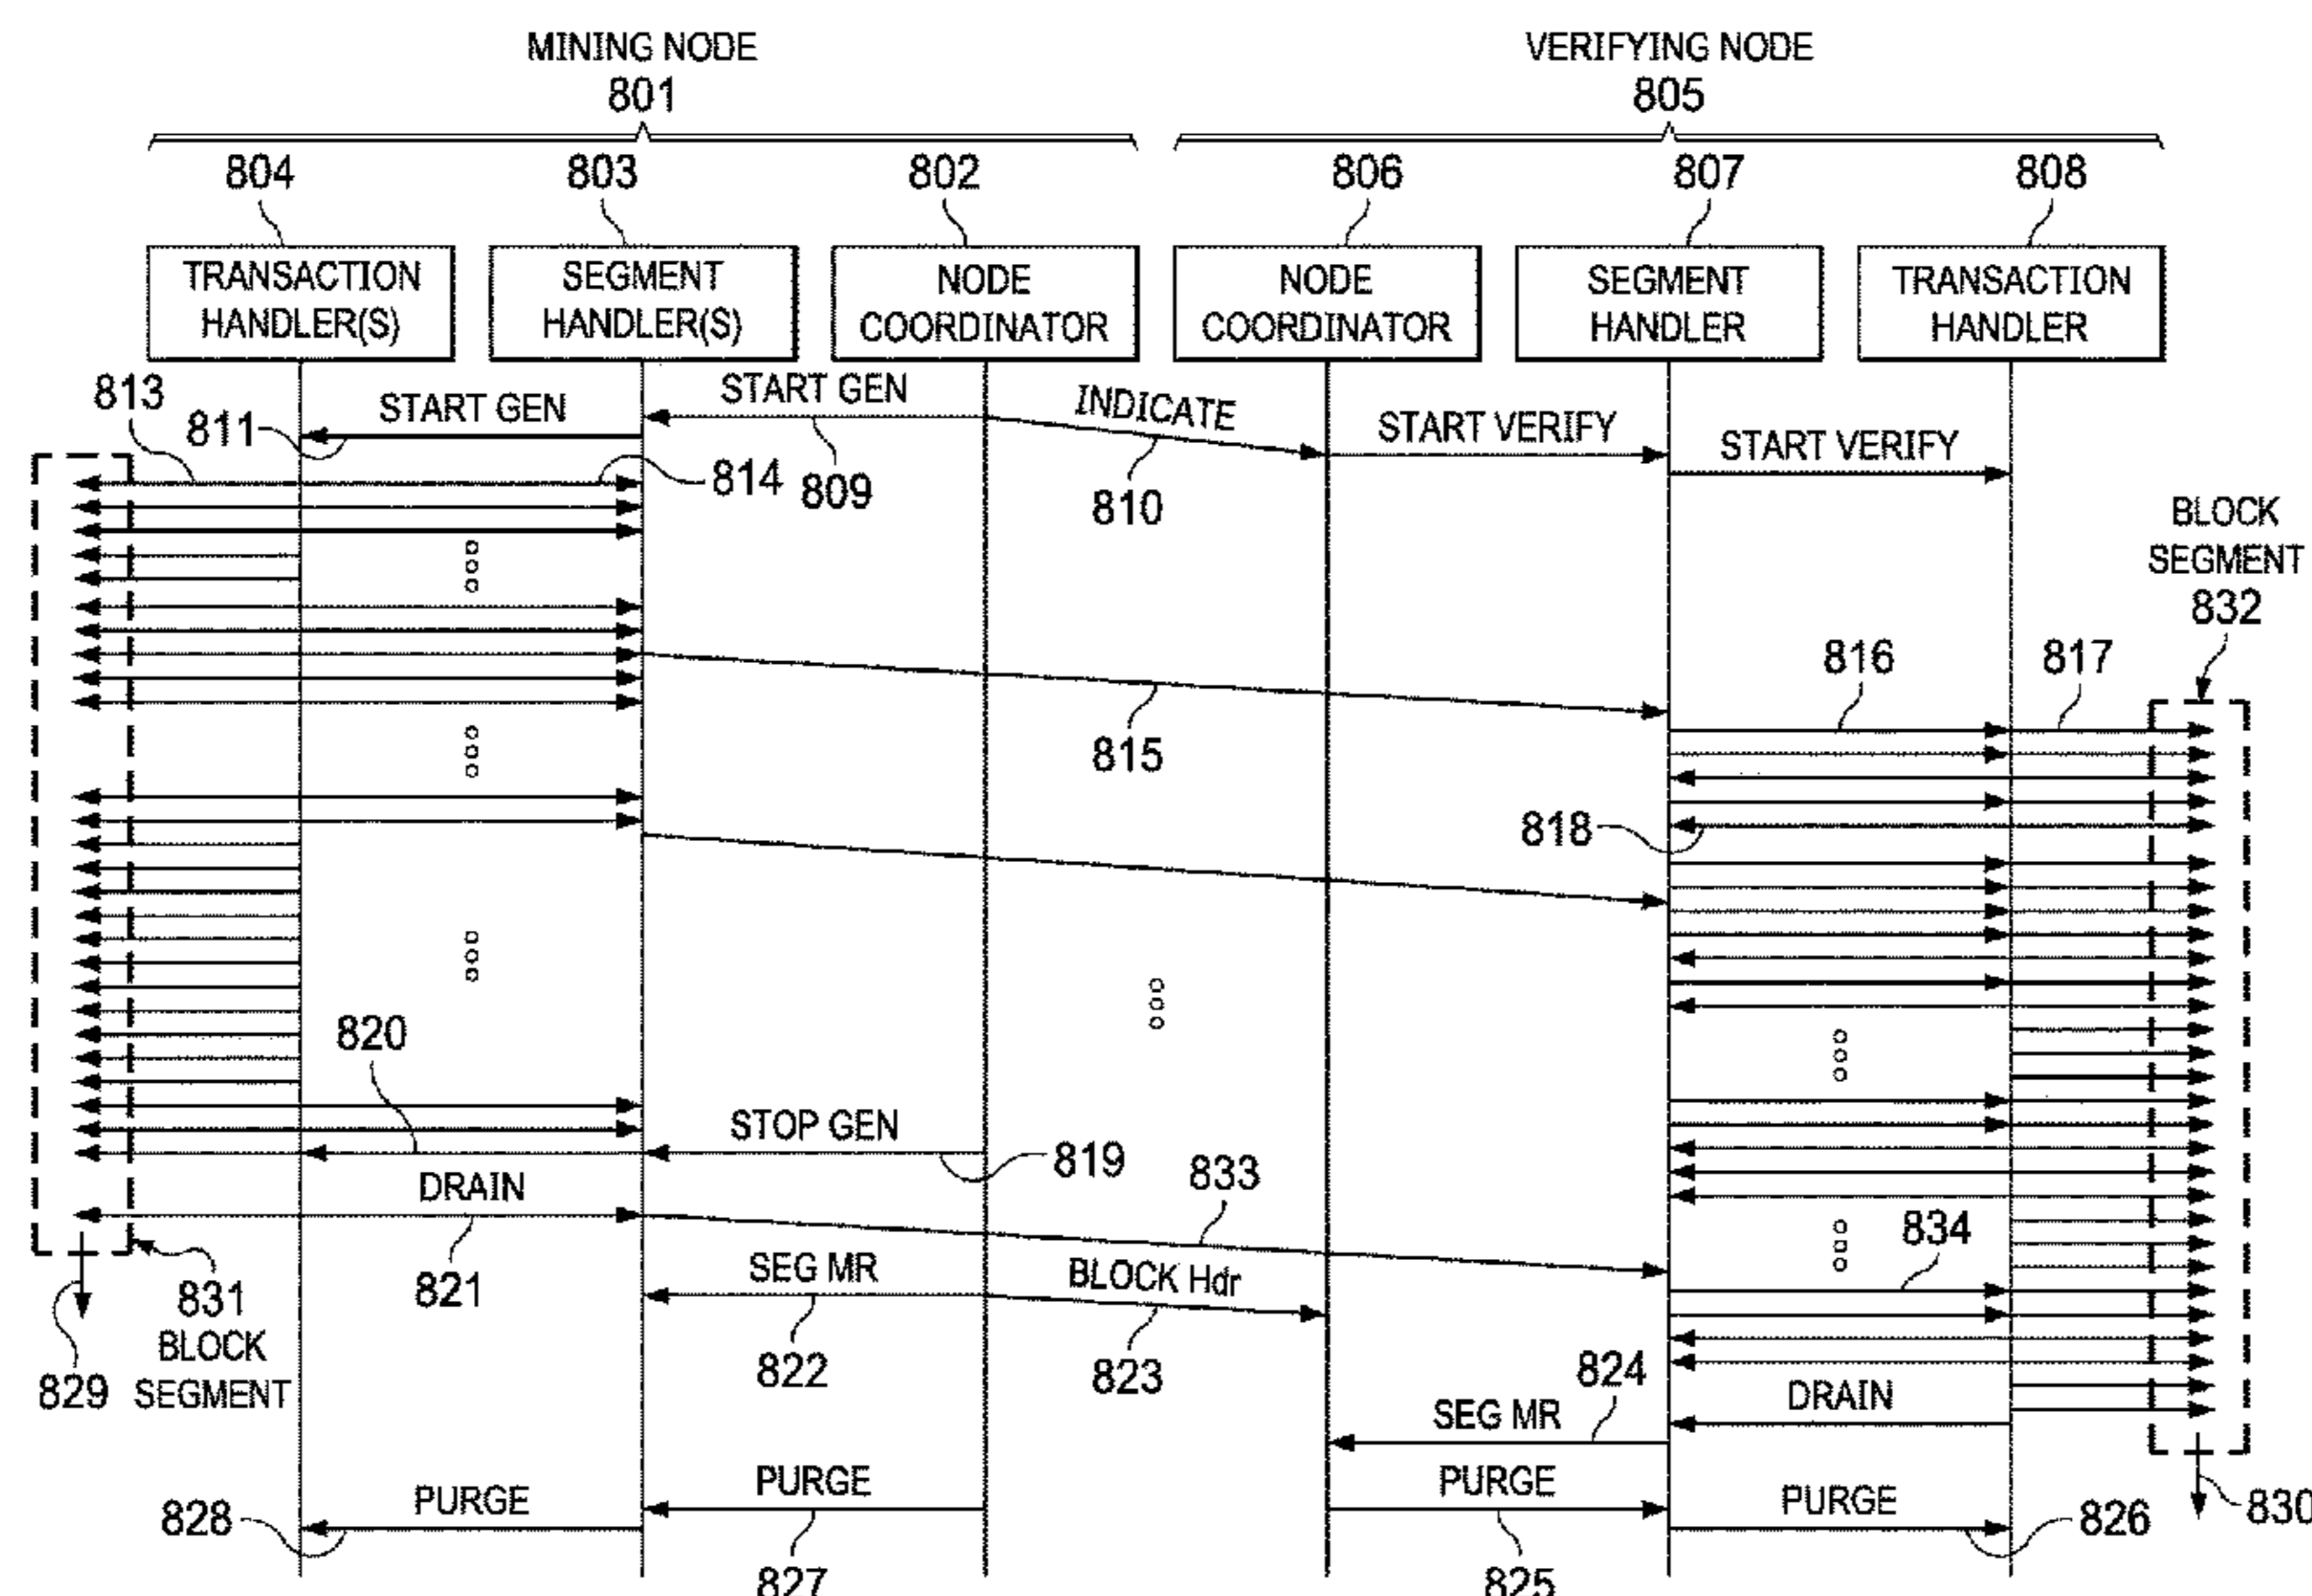 MINING NODE
801
VERIFYING NODE
805
804
803
802
806
807
808
TRANSACTION
HANDLER(S)
SEGMENT
HANDLER(S)
NODE
COORDINATOR
NODE
COORDINATOR
SEGMENT
HANDLER
TRANSACTION
HANDLER
813
811
START GEN
START GEN
INDICATE
START VERIFY
START VERIFY
814
809
810
BLOCK
SEGMENT
832
816
817
815
818
820
STOP GEN
819
833
DRAIN
821
831
BLOCK
SEGMENT
829
SEG MR
822
BLOCK Hdr
823
834
824
DRAIN
SEG MR
PURGE
828
PURGE
827
PURGE
825
PURGE
826
830